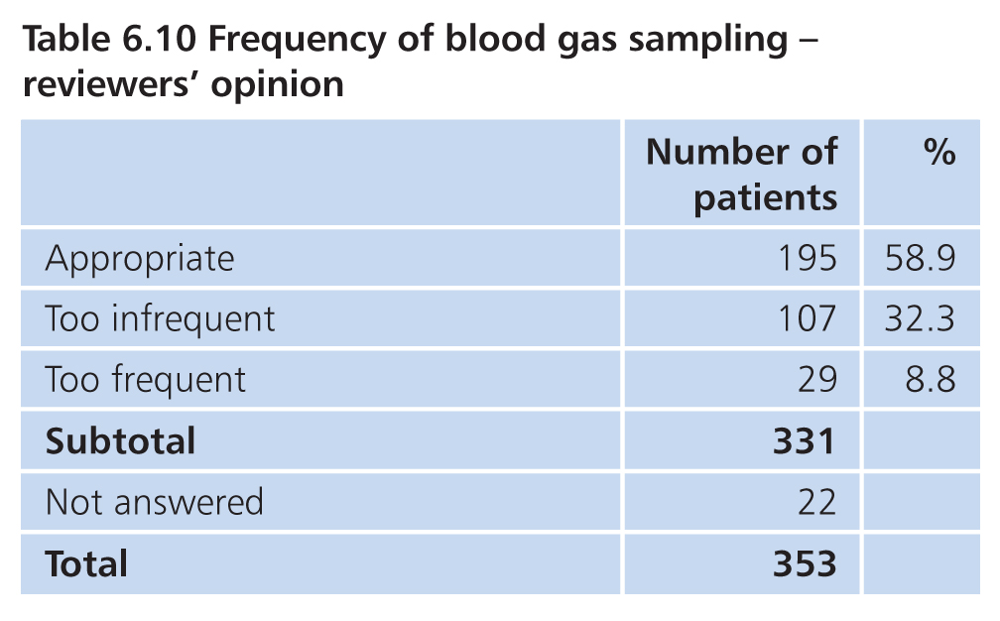 Table 6.10 Frequency of blood gas sampling –
reviewers’ opinion
Number of patients %
Appropriate 195 58.9
Too infrequent 107 32.3
Too frequent 29 8.8
Subtotal 331
Not answered 22
Total 353